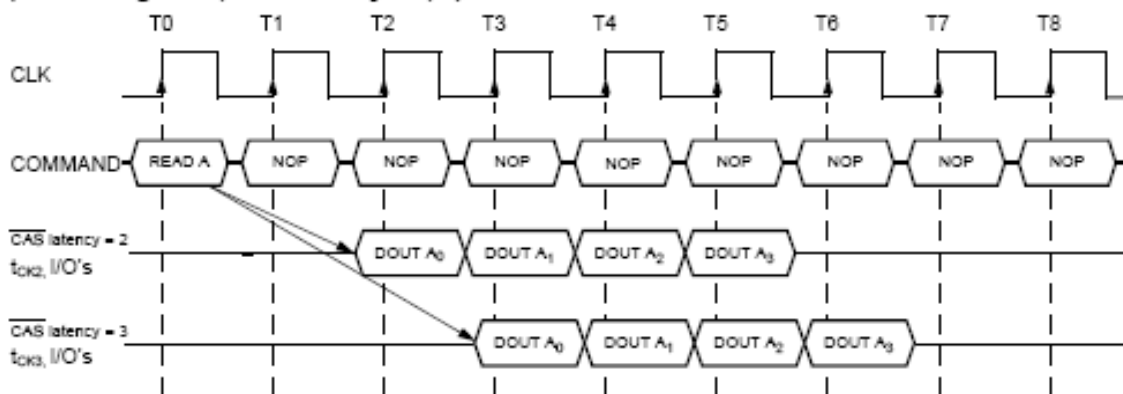 T0 T1 T2 T3 T4 T5 T6 T7 T8
CLK
COMMAND READ A NOP NOP NOP NOP NOP NOP NOP NOP
CAS latency = 2
tCK2, I/O's DOUT A0 DOUT A1 DOUT A2 DOUT A3
CAS latency = 3
tCK3, I/O's DOUT A0 DOUT A1 DOUT A2 DOUT A3